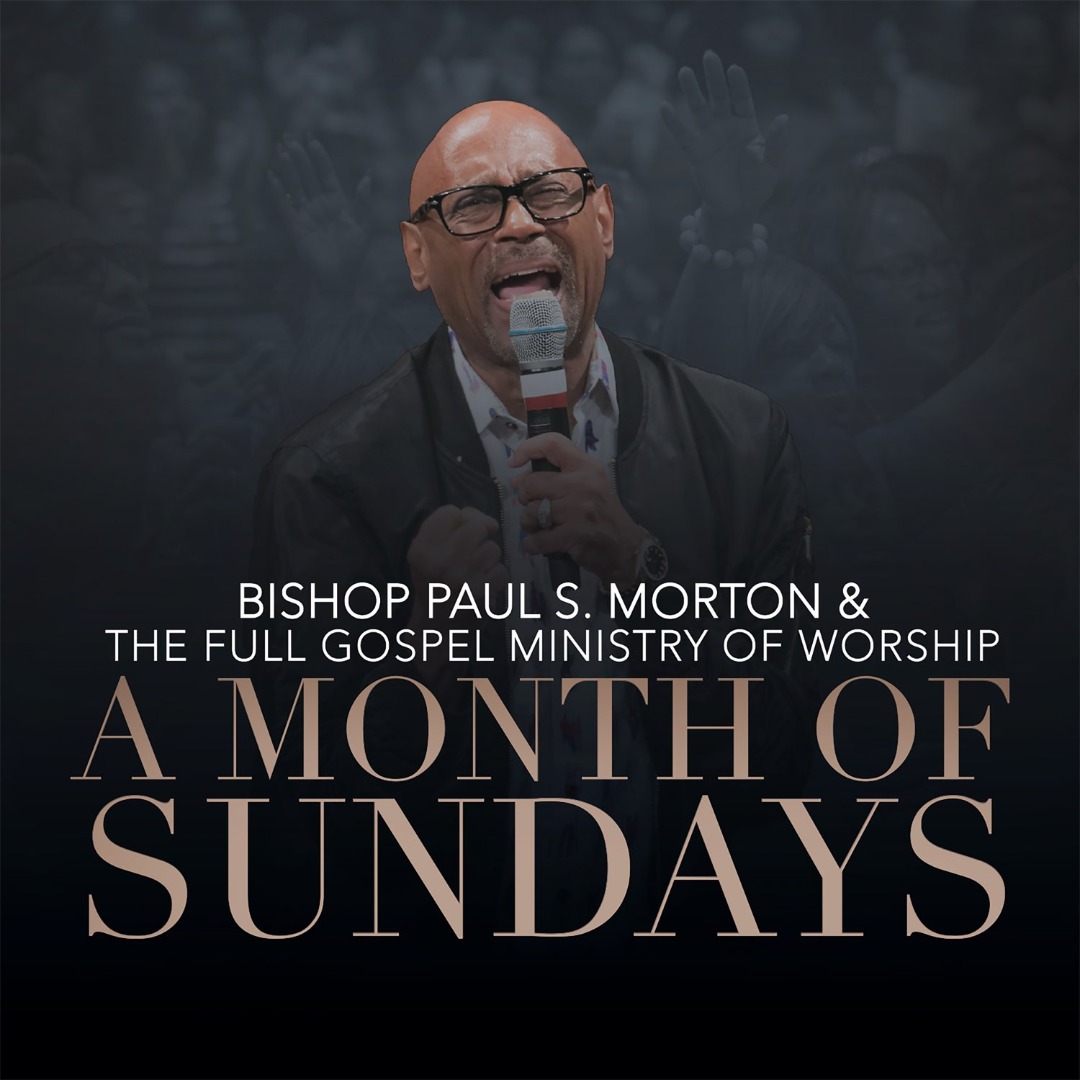 BISHOP PAUL S. MORTON &
THE FULL GOSPEL MINISTRY OF WORSHIP
A MONTH OF
SUNDAYS